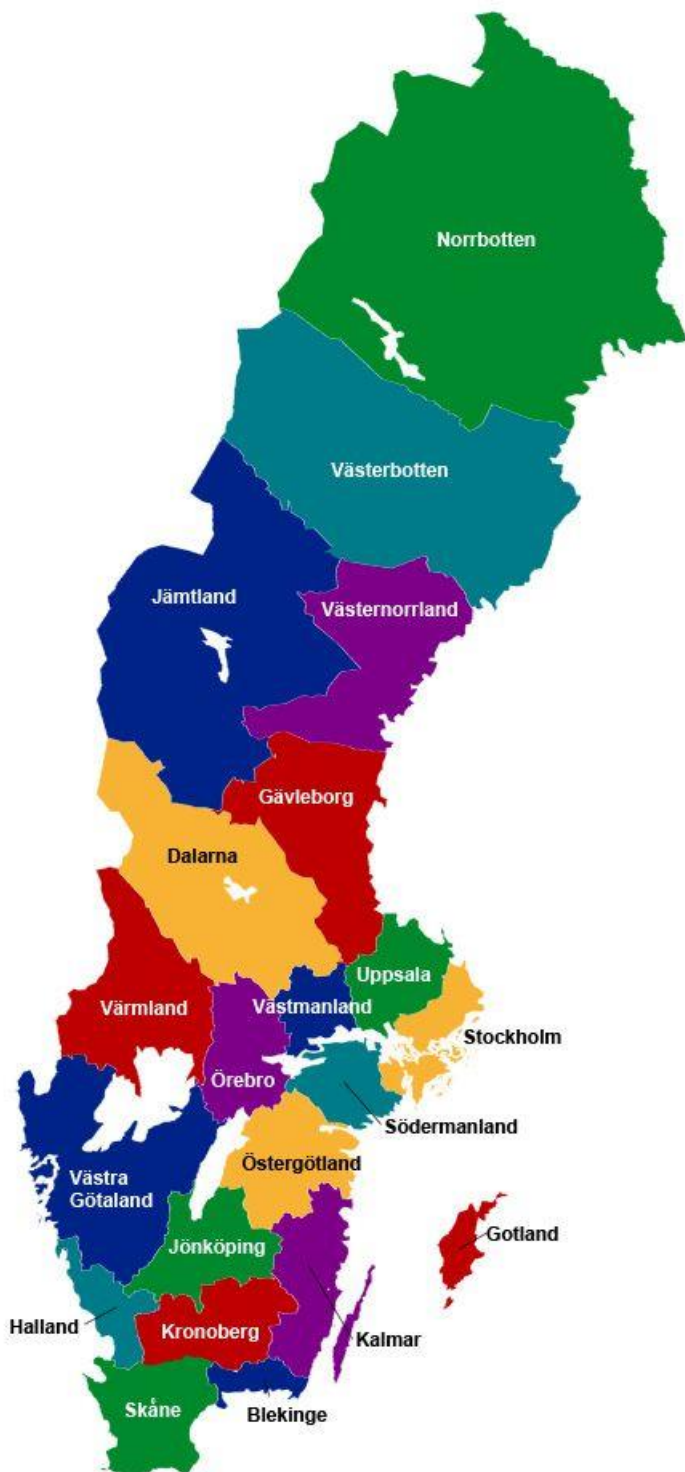 Norrbotten
Västerbotten
Jämtland
Västernorrland
Gävleborg
Dalarna
Uppsala
Värmland
Västmanland
Stockholm
Örebro
Södermanland
Östergötland
Västra
Götaland
Gotland
Jönköping
Halland
Kronoberg
Kalmar
Skåne
Blekinge